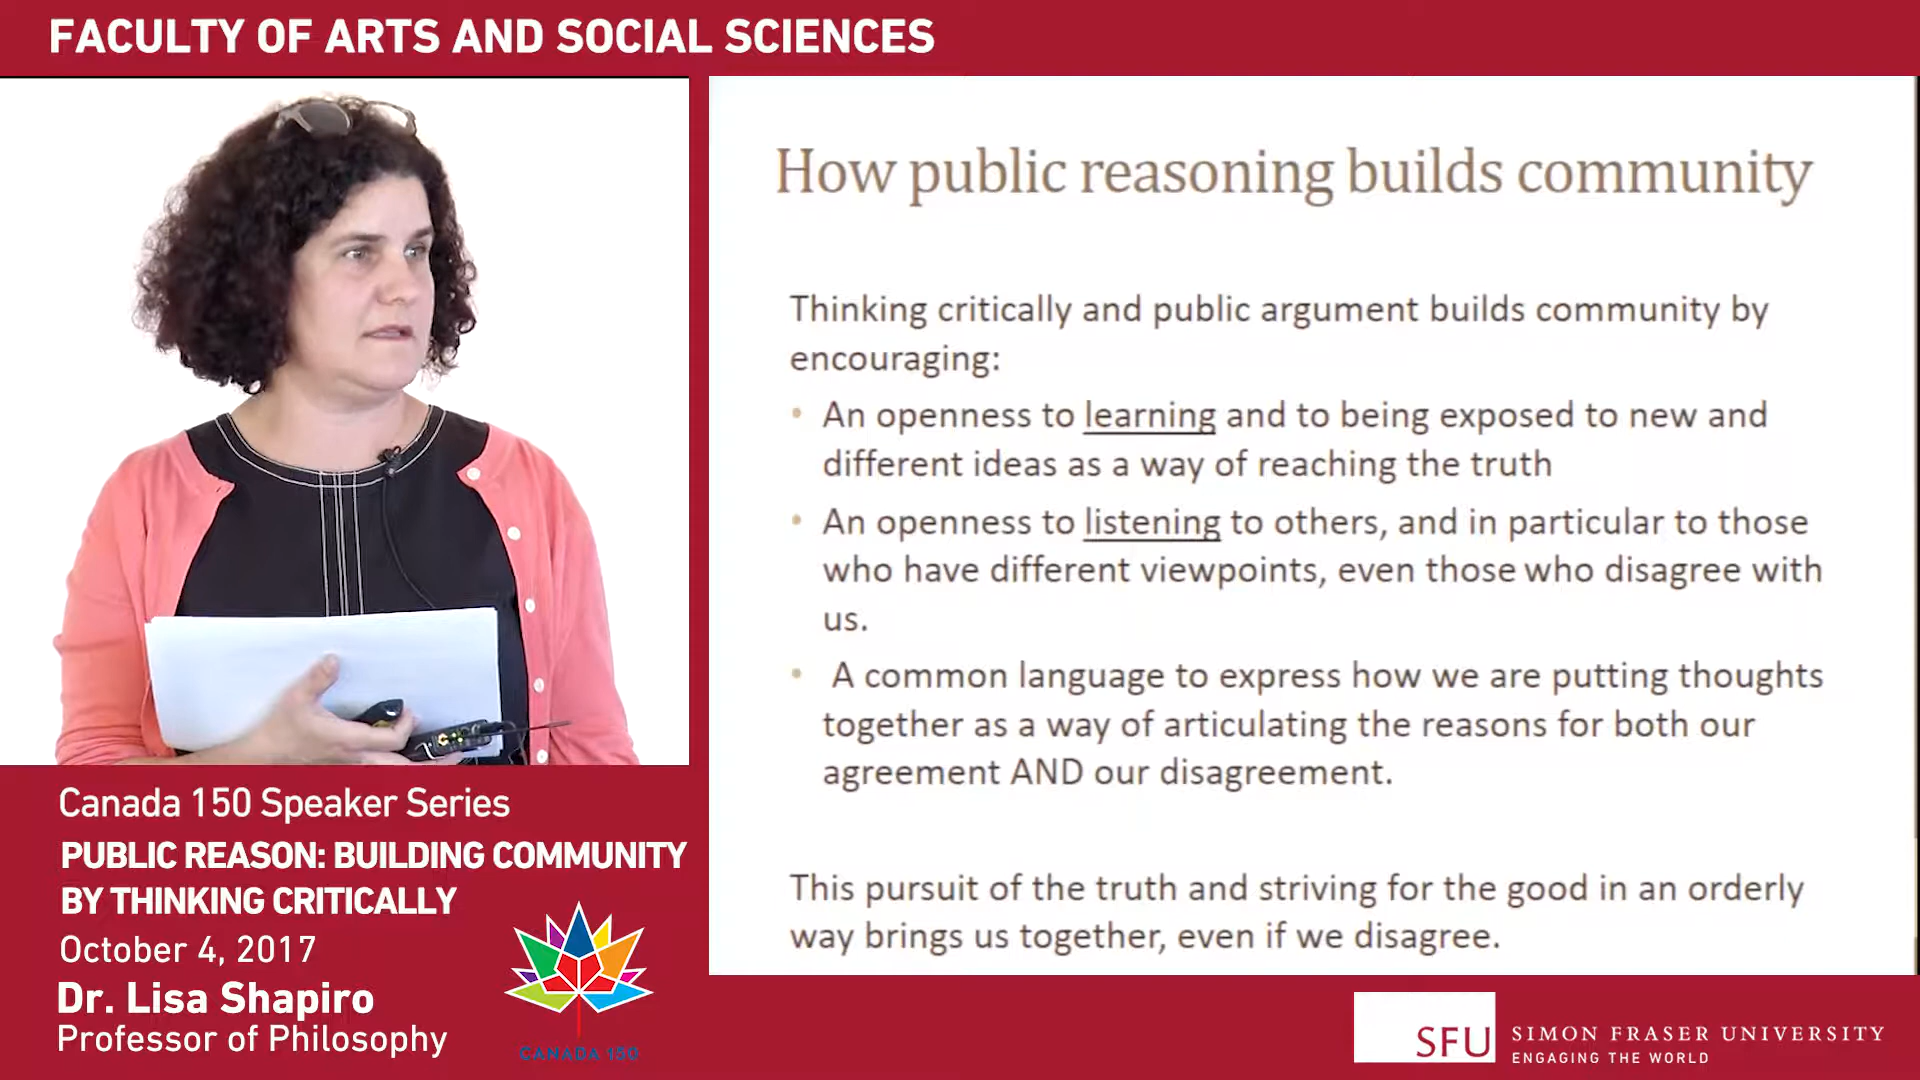 FACULTY OF ARTS AND SOCIAL SCIENCES
How public reasoning builds community
Thinking critically and public argument builds community by
encouraging:
• An openness to learning and to being exposed to new and
different ideas as a way of reaching the truth
• An openness to listening to others, and in particular to those
who have different viewpoints, even those who disagree with
us.
• A common language to express how we are putting thoughts
together as a way of articulating the reasons for both our
agreement AND our disagreement.
This pursuit of the truth and striving for the good in an orderly
way brings us together, even if we disagree.
Canada 150 Speaker Series
PUBLIC REASON: BUILDING COMMUNITY
BY THINKING CRITICALLY
October 4, 2017
Dr. Lisa Shapiro
Professor of Philosophy
CANADA 150
SFU
SIMON FRASER UNIVERSITY
ENGAGING THE WORLD